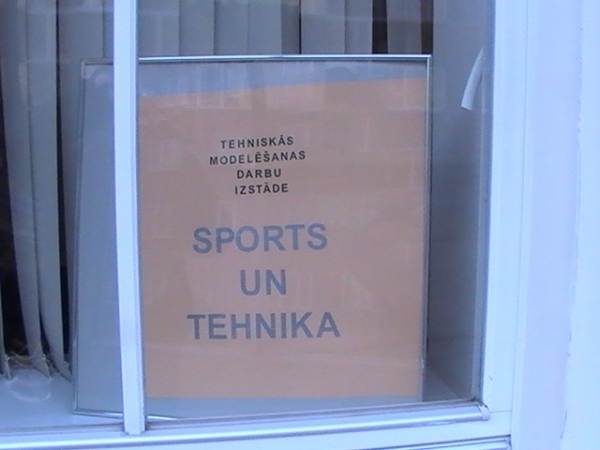 TEHNISKĀS
MODELĒŠANAS
DARBU
IZSTĀDE
SPORTS
UN
TEHNIKA